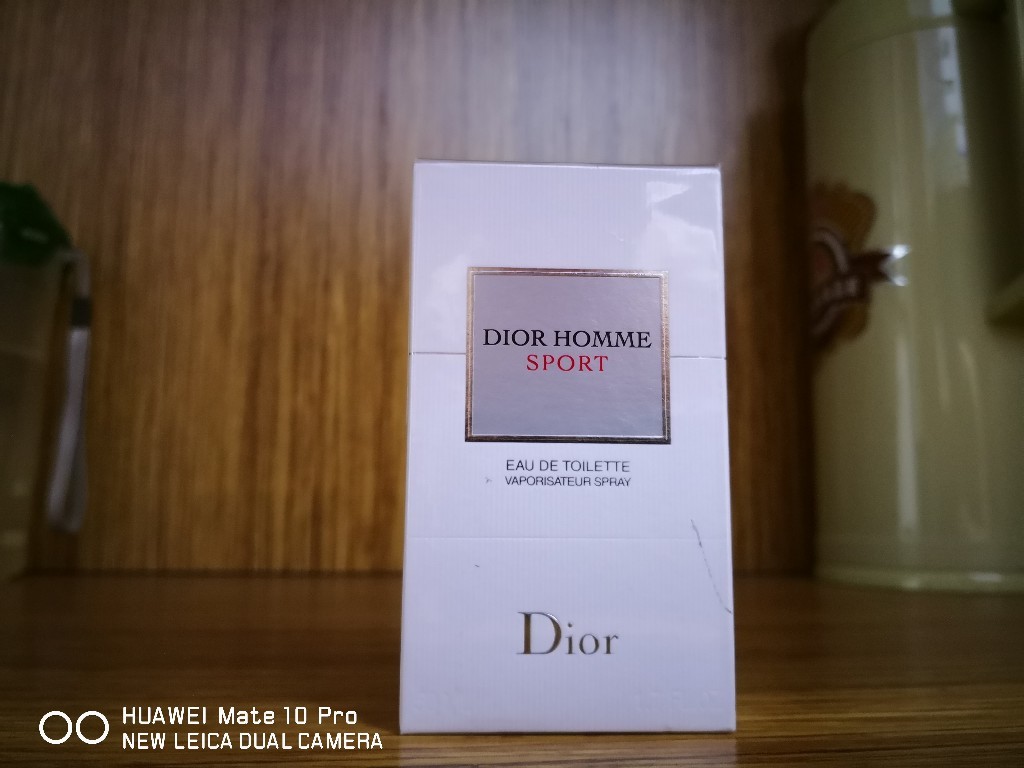 DIOR HOMME
SPORT
EAU DE TOILETTE
VAPORISATEUR SPRAY
Dior
HUAWEI Mate 10 Pro
NEW LEICA DUAL CAMERA